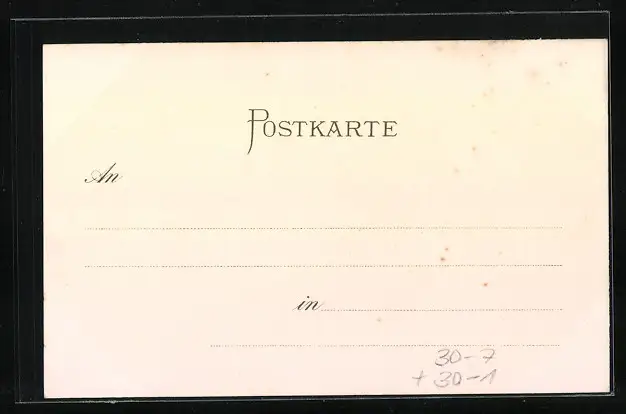 POSTKARTE
An
in
30-7
+ 30-1